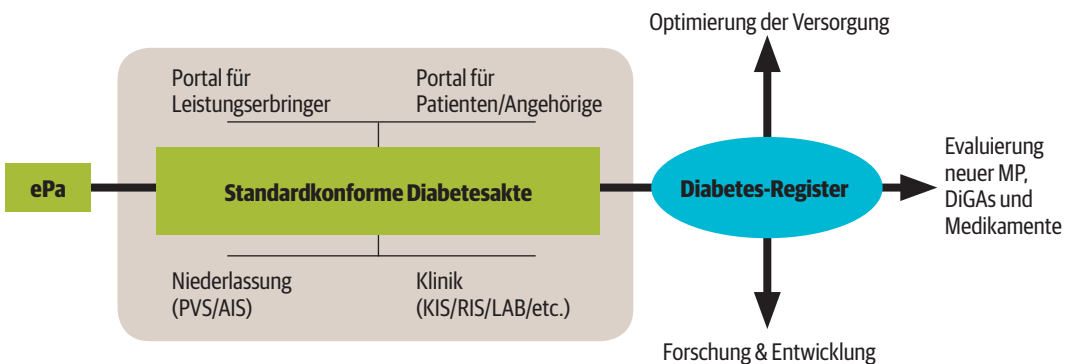 Optimierung der Versorgung
Portal für
Leistungserbringer
Portal für
Patienten/Angehörige
ePa
Standardkonforme Diabetesakte
Diabetes-Register
Evaluierung
neuer MP,
DiGAs und
Medikamente
Niederlassung
(PVS/AIS)
Klinik
(KIS/RIS/LAB/etc.)
Forschung & Entwicklung